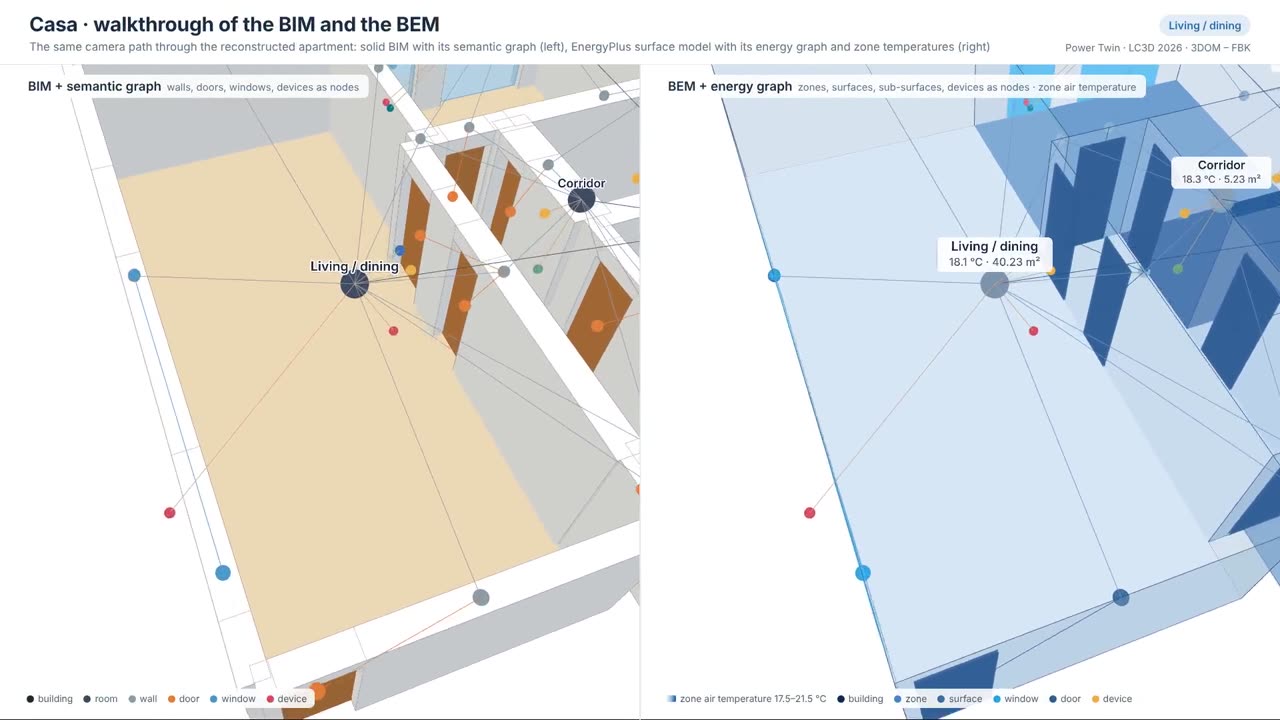 Casa · walkthrough of the BIM and the BEM
Living / dining
The same camera path through the reconstructed apartment: solid BIM with its semantic graph (left), EnergyPlus surface model with its energy graph and zone temperatures (right)
Power Twin · LC3D 2026 · 3DOM – FBK
BIM + semantic graph walls, doors, windows, devices as nodes
BEM + energy graph zones, surfaces, sub-surfaces, devices as nodes · zone air temperature
Corridor
Living / dining
Corridor
18.3 °C · 5.23 m²
Living / dining
18.1 °C · 40.23 m²
building room wall door window device
zone air temperature 17.5–21.5 °C building zone surface window door device